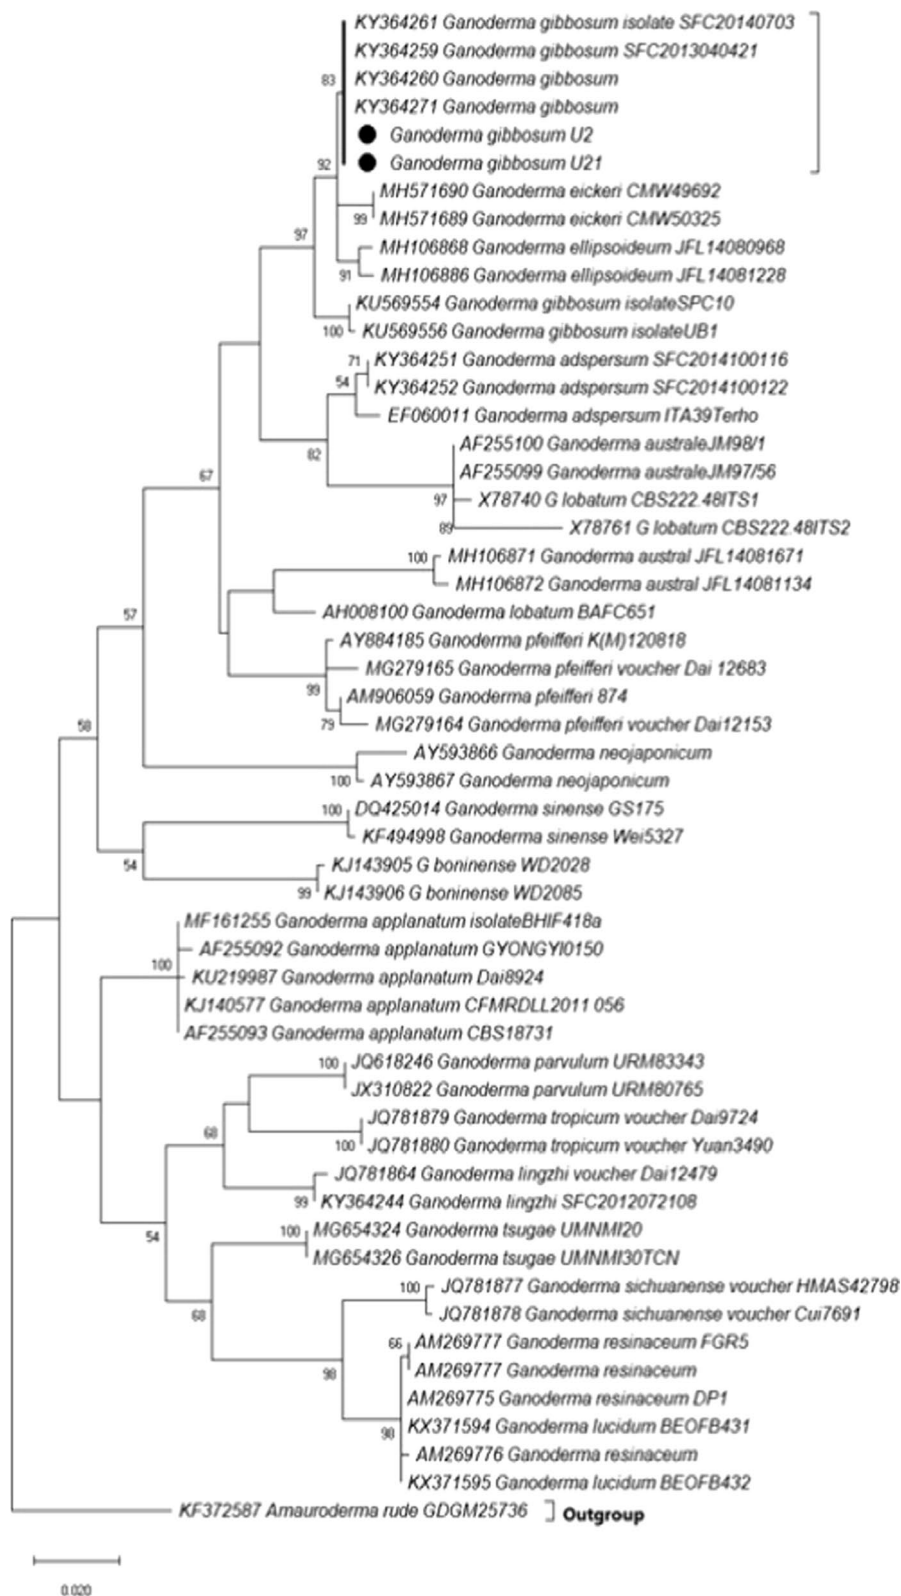 KY364261 Ganoderma gibbosum isolate SFC20140703
KY364259 Ganoderma gibbosum SFC2013040421
83
KY364260 Ganoderma gibbosum
KY364271 Ganoderma gibbosum
Ganoderma gibbosum U2
92
Ganoderma gibbosum U21
MH571690 Ganoderma eickeri CMW49692
99
MH571689 Ganoderma eickeri CMW50325
97
MH106868 Ganoderma ellipsoideum JFL14080968
91
MH106886 Ganoderma ellipsoideum JFL14081228
KU569554 Ganoderma gibbosum isolateSPC10
100
KU569556 Ganoderma gibbosum isolateUB1
71
KY364251 Ganoderma adspersum SFC2014100116
54
KY364252 Ganoderma adspersum SFC2014100122
EF060011 Ganoderma adspersum ITA39Terho
82
AF255100 Ganoderma australeJM98/1
67
AF255099 Ganoderma australeJM97/56
97
X78740 G lobatum CBS222.48ITS1
89
X78761 G lobatum CBS222.48ITS2
100
MH106871 Ganoderma austral JFL14081671
MH106872 Ganoderma austral JFL14081134
57
AH008100 Ganoderma lobatum BAFC651
AY884185 Ganoderma pfeifferi K(M)120818
MG279165 Ganoderma pfeifferi voucher Dai 12683
99
AM906059 Ganoderma pfeifferi 874
58
79
MG279164 Ganoderma pfeifferi voucher Dai12153
AY593866 Ganoderma neojaponicum
100
AY593867 Ganoderma neojaponicum
100
DQ425014 Ganoderma sinense GS175
KF494998 Ganoderma sinense Wei5327
54
KJ143905 G boninense WD2028
99
KJ143906 G boninense WD2085
MF161255 Ganoderma applanatum isolateBHIF418a
AF255092 Ganoderma applanatum GYONGYI0150
100
KU219987 Ganoderma applanatum Dai8924
KJ140577 Ganoderma applanatum CFMRDLL2011 056
AF255093 Ganoderma applanatum CBS18731
100
JQ618246 Ganoderma parvulum URM83343
JX310822 Ganoderma parvulum URM80765
JQ781879 Ganoderma tropicum voucher Dai9724
68
100
JQ781880 Ganoderma tropicum voucher Yuan3490
JQ781864 Ganoderma lingzhi voucher Dai12479
99
KY364244 Ganoderma lingzhi SFC2012072108
54
100
MG654324 Ganoderma tsugae UMNMI20
MG654326 Ganoderma tsugae UMNMI30TCN
100
JQ781877 Ganoderma sichuanense voucher HMAS42798
68
JQ781878 Ganoderma sichuanense voucher Cui7691
66
AM269777 Ganoderma resinaceum FGR5
98
AM269777 Ganoderma resinaceum
AM269775 Ganoderma resinaceum DP1
98
KX371594 Ganoderma lucidum BEOFB431
AM269776 Ganoderma resinaceum
KX371595 Ganoderma lucidum BEOFB432
KF372587 Amauroderma rude GDGM25736
Outgroup
0.020